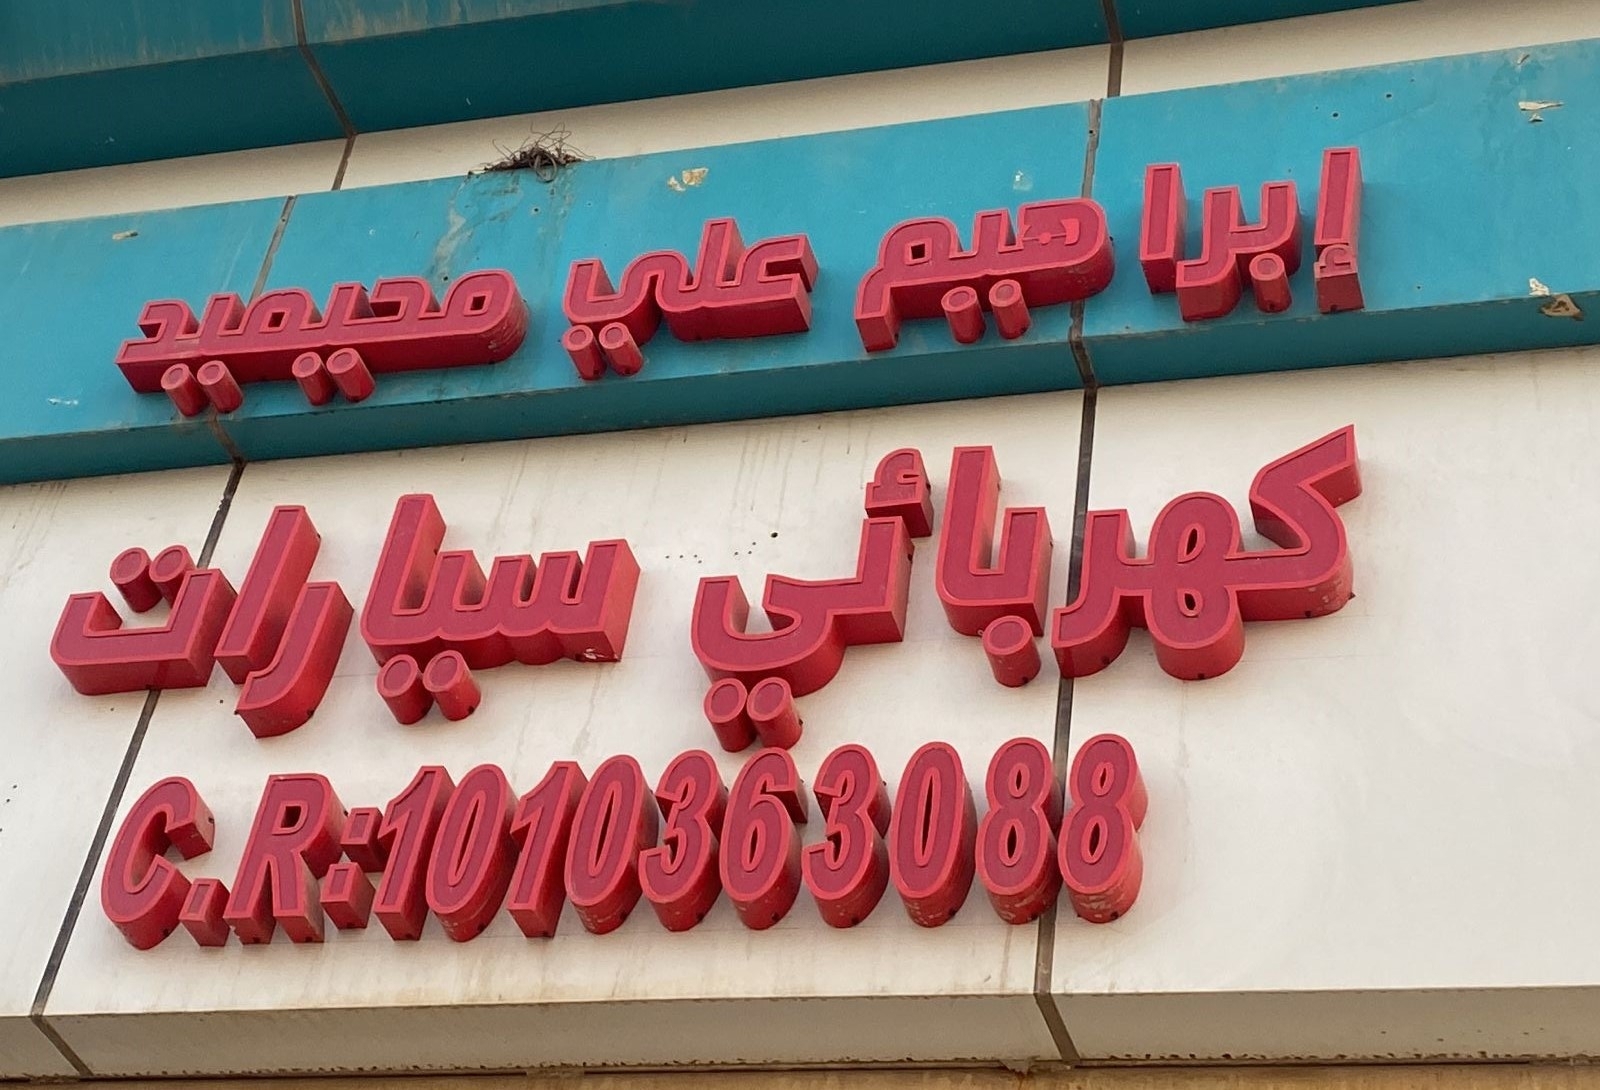 إبراهيم علي محيميد
كهربائي سيارات
C.R:1010363088